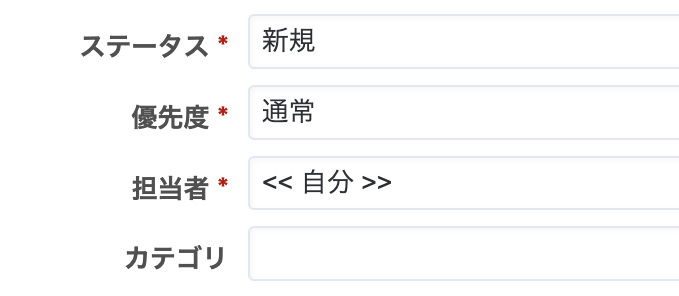 ステータス * 新規
優先度 * 通常
担当者 * << 自分 >>
カテゴリ